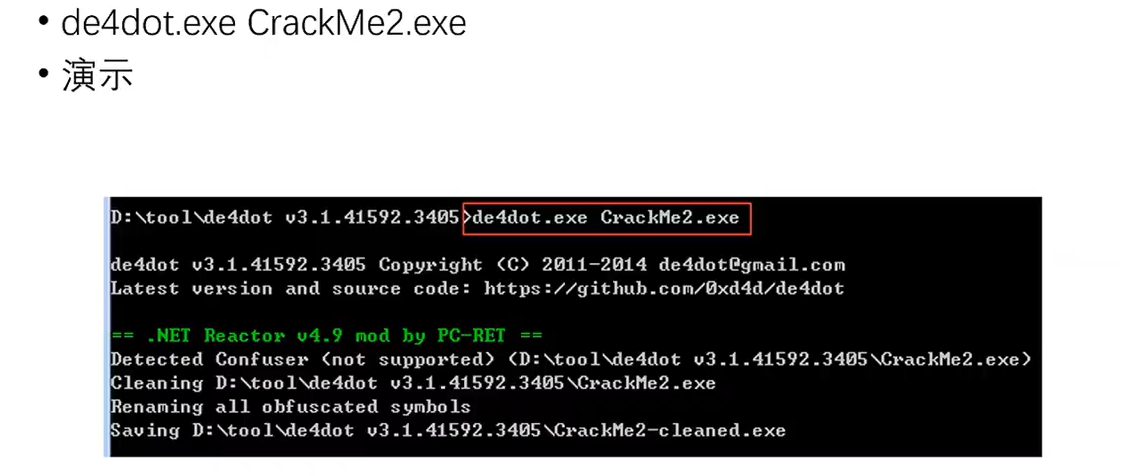 • de4dot.exe CrackMe2.exe
• 演示
D:\tool\de4dot v3.1.41592.3405>de4dot.exe CrackMe2.exe
de4dot v3.1.41592.3405 Copyright (C) 2011-2014 de4dot@gmail.com
Latest version and source code: https://github.com/0xd4d/de4dot
== .NET Reactor v4.9 mod by PC-RET ==
Detected Confuser (not supported) (D:\tool\de4dot v3.1.41592.3405\CrackMe2.exe)
Cleaning D:\tool\de4dot v3.1.41592.3405\CrackMe2.exe
Renaming all obfuscated symbols
Saving D:\tool\de4dot v3.1.41592.3405\CrackMe2-cleaned.exe